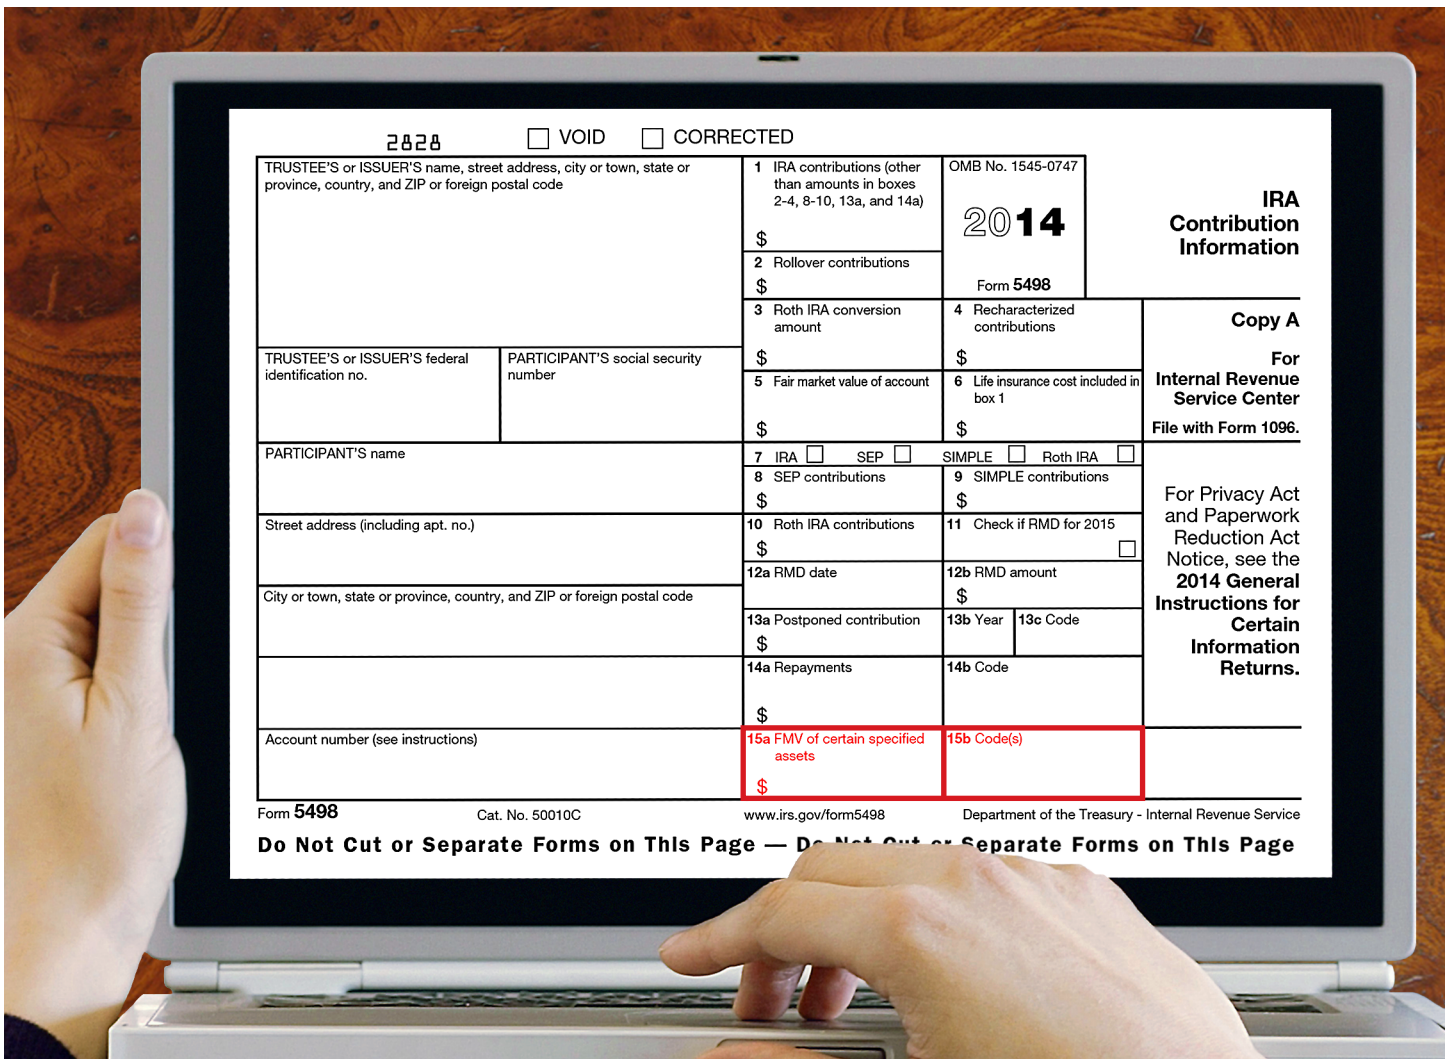 2828 VOID CORRECTED
TRUSTEE'S or ISSUER'S name, street address, city or town, state or
province, country, and ZIP or foreign postal code
1 IRA contributions (other
than amounts in boxes
2-4, 8-10, 13a, and 14a)
$
2 Rollover contributions
$
OMB No. 1545-0747
2014
Form 5498
IRA
Contribution
Information
3 Roth IRA conversion
amount
$
4 Recharacterized
contributions
$
Copy A
For
Internal Revenue
Service Center
File with Form 1096.
TRUSTEE'S or ISSUER'S federal
identification no.
PARTICIPANT'S social security
number
5 Fair market value of account
$
6 Life insurance cost included in
box 1
$
PARTICIPANT'S name
7 IRA SEP SIMPLE Roth IRA
8 SEP contributions
$
9 SIMPLE contributions
$
For Privacy Act
and Paperwork
Reduction Act
Notice, see the
2014 General
Instructions for
Certain
Information
Returns.
Street address (including apt. no.)
10 Roth IRA contributions
$
11 Check if RMD for 2015
12a RMD date
12b RMD amount
$
City or town, state or province, country, and ZIP or foreign postal code
13a Postponed contribution
$
13b Year
13c Code
14a Repayments
$
14b Code
Account number (see instructions)
15a FMV of certain specified
assets
$
15b Code(s)
Form 5498 Cat. No. 50010C www.irs.gov/form5498 Department of the Treasury - Internal Revenue Service
Do Not Cut or Separate Forms on This Page — Do Not Cut or Separate Forms on This Page